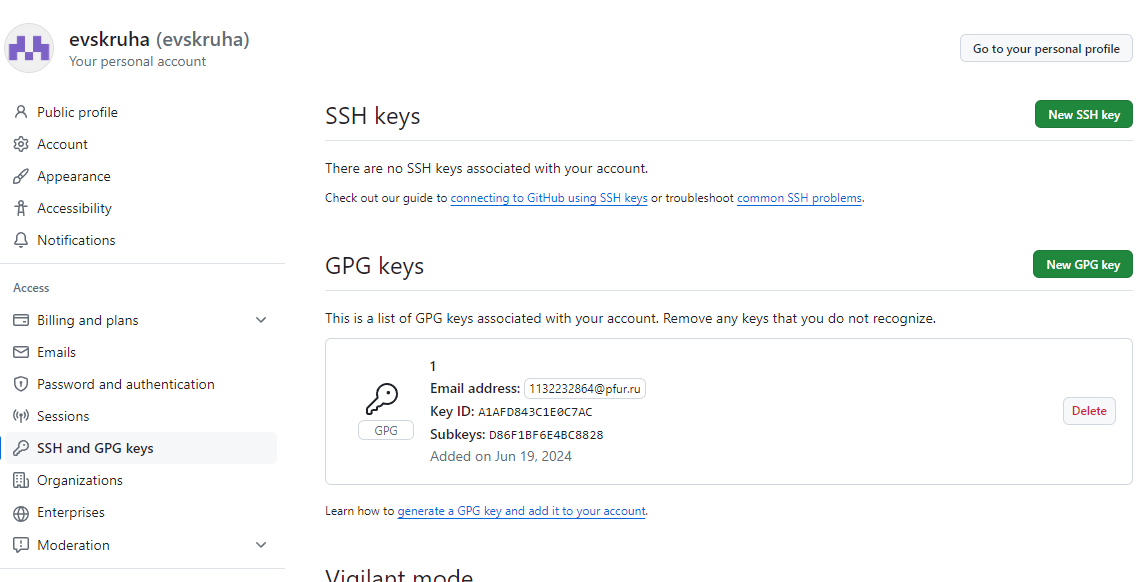 evskruha (evskruha)
Your personal account
Go to your personal profile
Public profile
Account
Appearance
Accessibility
Notifications
Access
Billing and plans
Emails
Password and authentication
Sessions
SSH and GPG keys
Organizations
Enterprises
Moderation
SSH keys
New SSH key
There are no SSH keys associated with your account.
Check out our guide to connecting to GitHub using SSH keys or troubleshoot common SSH problems.
GPG keys
New GPG key
This is a list of GPG keys associated with your account. Remove any keys that you do not recognize.
GPG
1
Email address: 1132232864@pfur.ru
Key ID: A1AFD843C1E0C7AC
Subkeys: D86F1BF6E4BC8828
Added on Jun 19, 2024
Delete
Learn how to generate a GPG key and add it to your account.
Vigilant mode